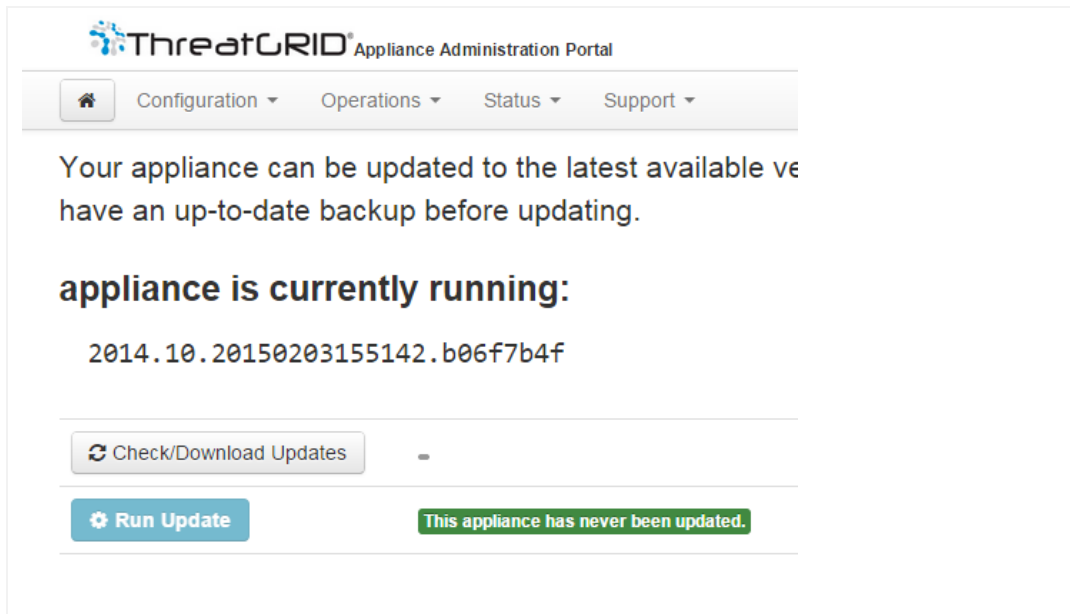 ThreatGRID® Appliance Administration Portal
Configuration Operations Status Support
Your appliance can be updated to the latest available ve
have an up-to-date backup before updating.
appliance is currently running:
2014.10.20150203155142.b06f7b4f
Check/Download Updates -
Run Update This appliance has never been updated.